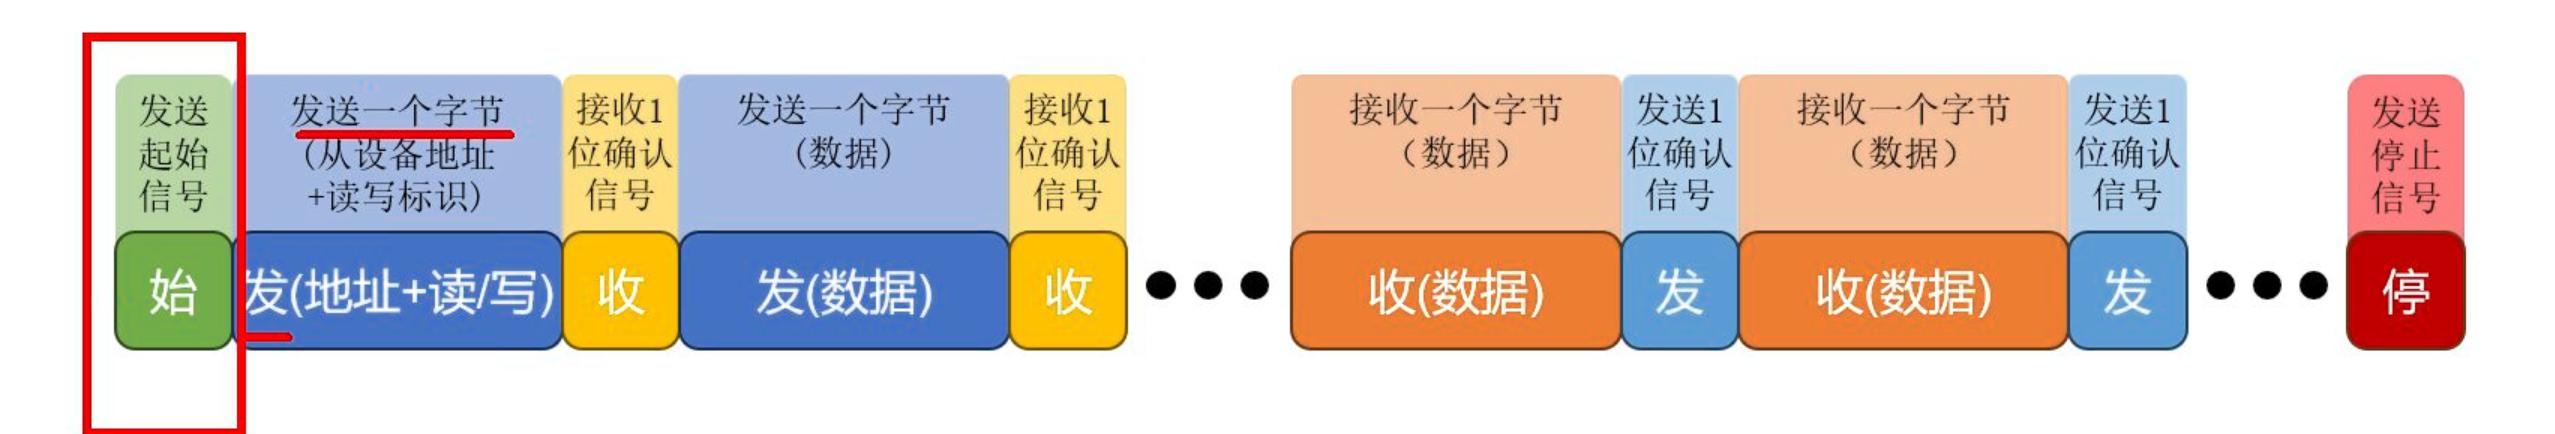 发送
起始
信号
发送一个字节
(从设备地址
+读写标识)
接收1
位确认
信号
发送一个字节
(数据)
接收1
位确认
信号
接收一个字节
（数据）
发送1
位确认
信号
接收一个字节
（数据）
发送1
位确认
信号
发送
停止
信号
始
发(地址+读/写)
收
发(数据)
收
收(数据)
发
收(数据)
发
停